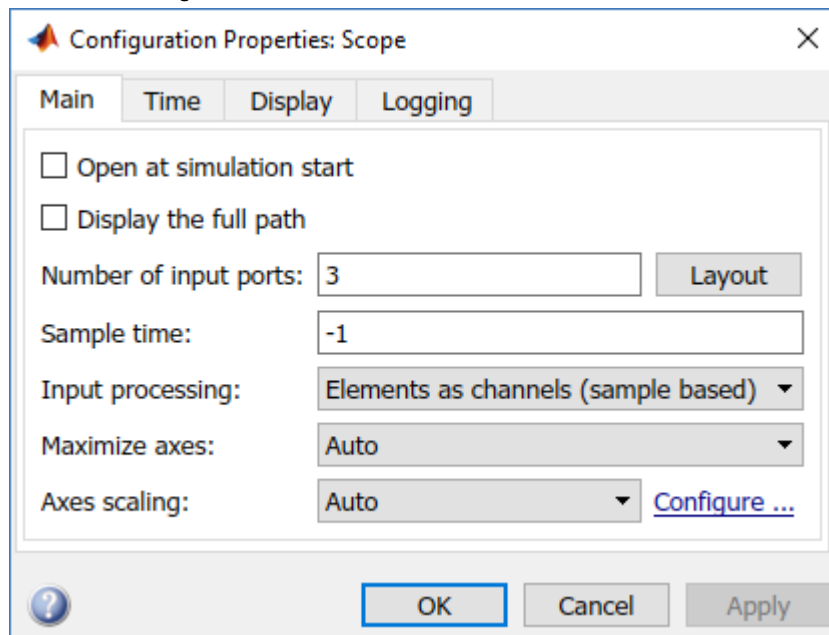 Configuration Properties: Scope
Main Time Display Logging
Open at simulation start
Display the full path
Number of input ports: 3 Layout
Sample time: -1
Input processing: Elements as channels (sample based)
Maximize axes: Auto
Axes scaling: Auto Configure ...
? OK Cancel Apply